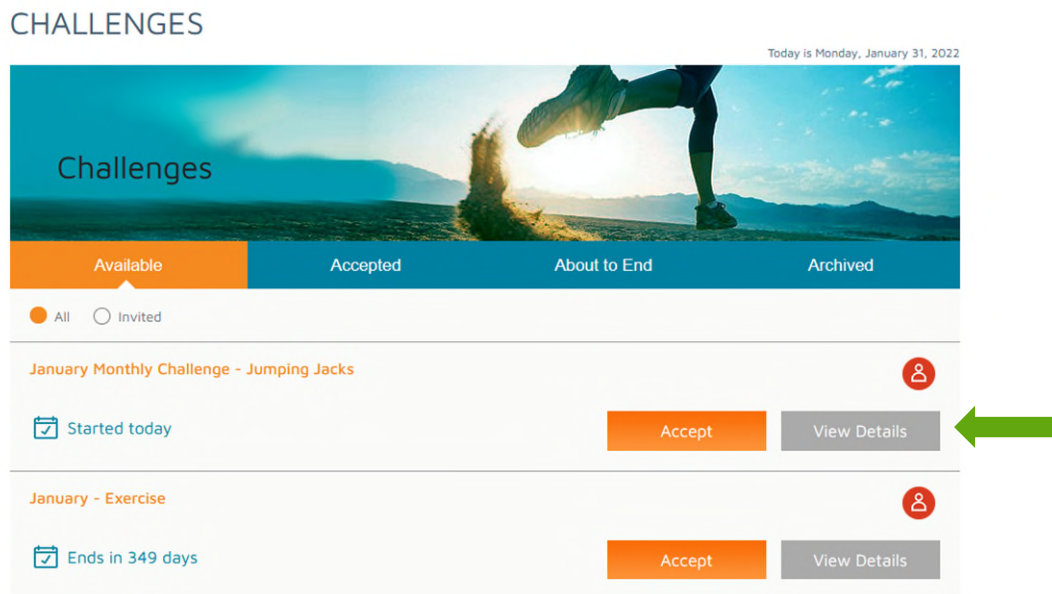 CHALLENGES
Today is Monday, January 31, 2022
Challenges
Available Accepted About to End Archived
All Invited
January Monthly Challenge - Jumping Jacks
Started today Accept View Details
January - Exercise
Ends in 349 days Accept View Details